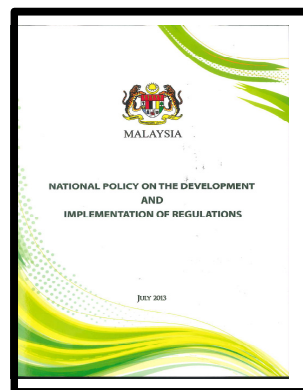 MALAYSIA
NATIONAL POLICY ON THE DEVELOPMENT
AND
IMPLEMENTATION OF REGULATIONS
JULY 2013